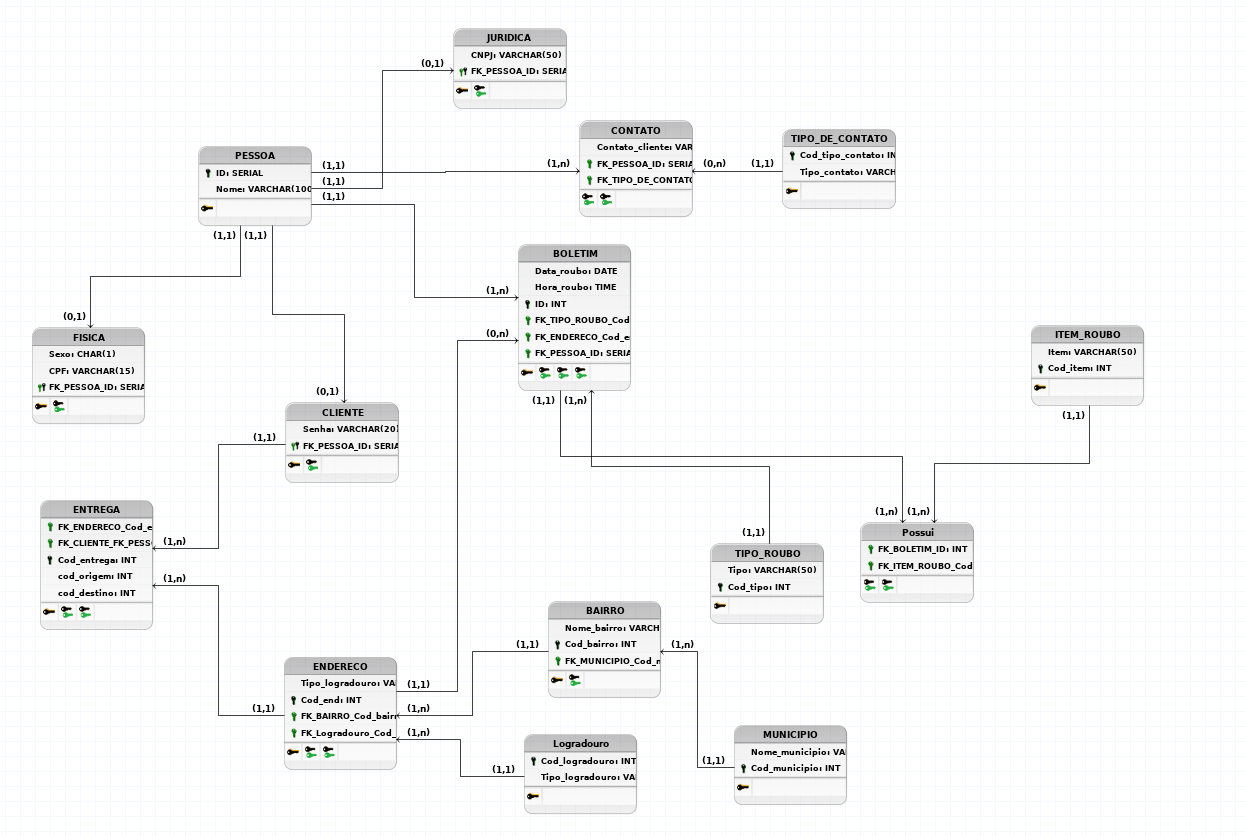 JURIDICA
CNPJ: VARCHAR(50)
FK_PESSOA_ID: SERIA
(0,1)
CONTATO
Contato_cliente: VAR
FK_PESSOA_ID: SERIA
FK_TIPO_DE_CONTATO
(1,n)
(0,n)
(1,1)
TIPO_DE_CONTATO
Cod_tipo_contato: IN
Tipo_contato: VARCH
PESSOA
ID: SERIAL
Nome: VARCHAR(100
(1,1)
(1,1)
(1,1)
(1,1)
(1,1)
BOLETIM
Data_roubo: DATE
Hora_roubo: TIME
ID: INT
FK_TIPO_ROUBO_Cod
FK_ENDERECO_Cod_e
FK_PESSOA_ID: SERIA
(1,n)
(0,n)
(1,1)
(1,n)
(0,1)
FISICA
Sexo: CHAR(1)
CPF: VARCHAR(15)
FK_PESSOA_ID: SERIA
ITEM_ROUBO
Item: VARCHAR(50)
Cod_item: INT
(1,1)
(0,1)
CLIENTE
Senha: VARCHAR(20)
FK_PESSOA_ID: SERIA
(1,1)
ENTREGA
FK_ENDERECO_Cod_e
FK_CLIENTE_FK_PESS
Cod_entrega: INT
cod_origem: INT
cod_destino: INT
(1,n)
(1,n)
(1,n)
(1,n)
Possui
FK_BOLETIM_ID: INT
FK_ITEM_ROUBO_Cod
(1,1)
TIPO_ROUBO
Tipo: VARCHAR(50)
Cod_tipo: INT
BAIRRO
Nome_bairro: VARCH
Cod_bairro: INT
FK_MUNICIPIO_Cod_m
(1,1)
(1,n)
ENDERECO
Tipo_logradouro: VA
Cod_end: INT
FK_BAIRRO_Cod_bairr
FK_Logradouro_Cod_
(1,1)
(1,1)
(1,n)
(1,n)
Logradouro
Cod_logradouro: INT
Tipo_logradouro: VA
(1,1)
MUNICIPIO
Nome_municipio: VA
Cod_municipio: INT
(1,1)